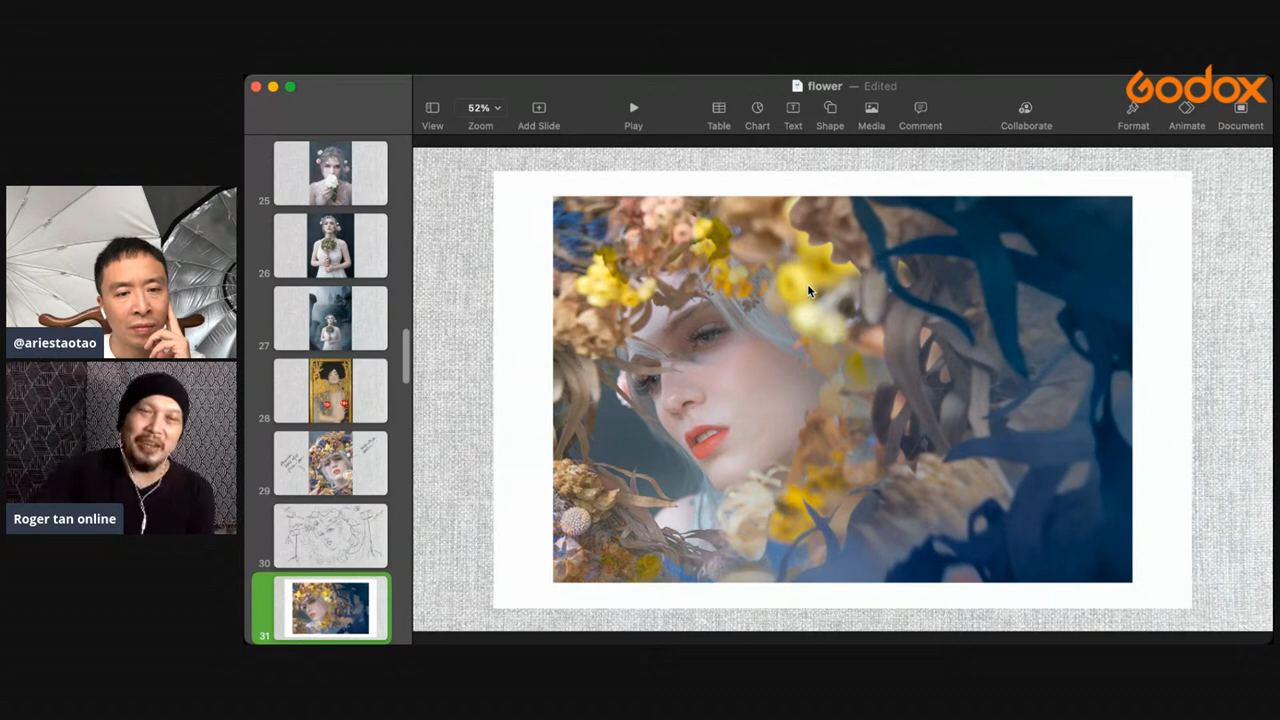 GODOX
flower — Edited
52%
View
Zoom
Add Slide
Play
Table
Chart
Text
Shape
Media
Comment
Collaborate
Format
Animate
Document
25
26
27
28
29
30
31
@ariestaotao
Roger tan online